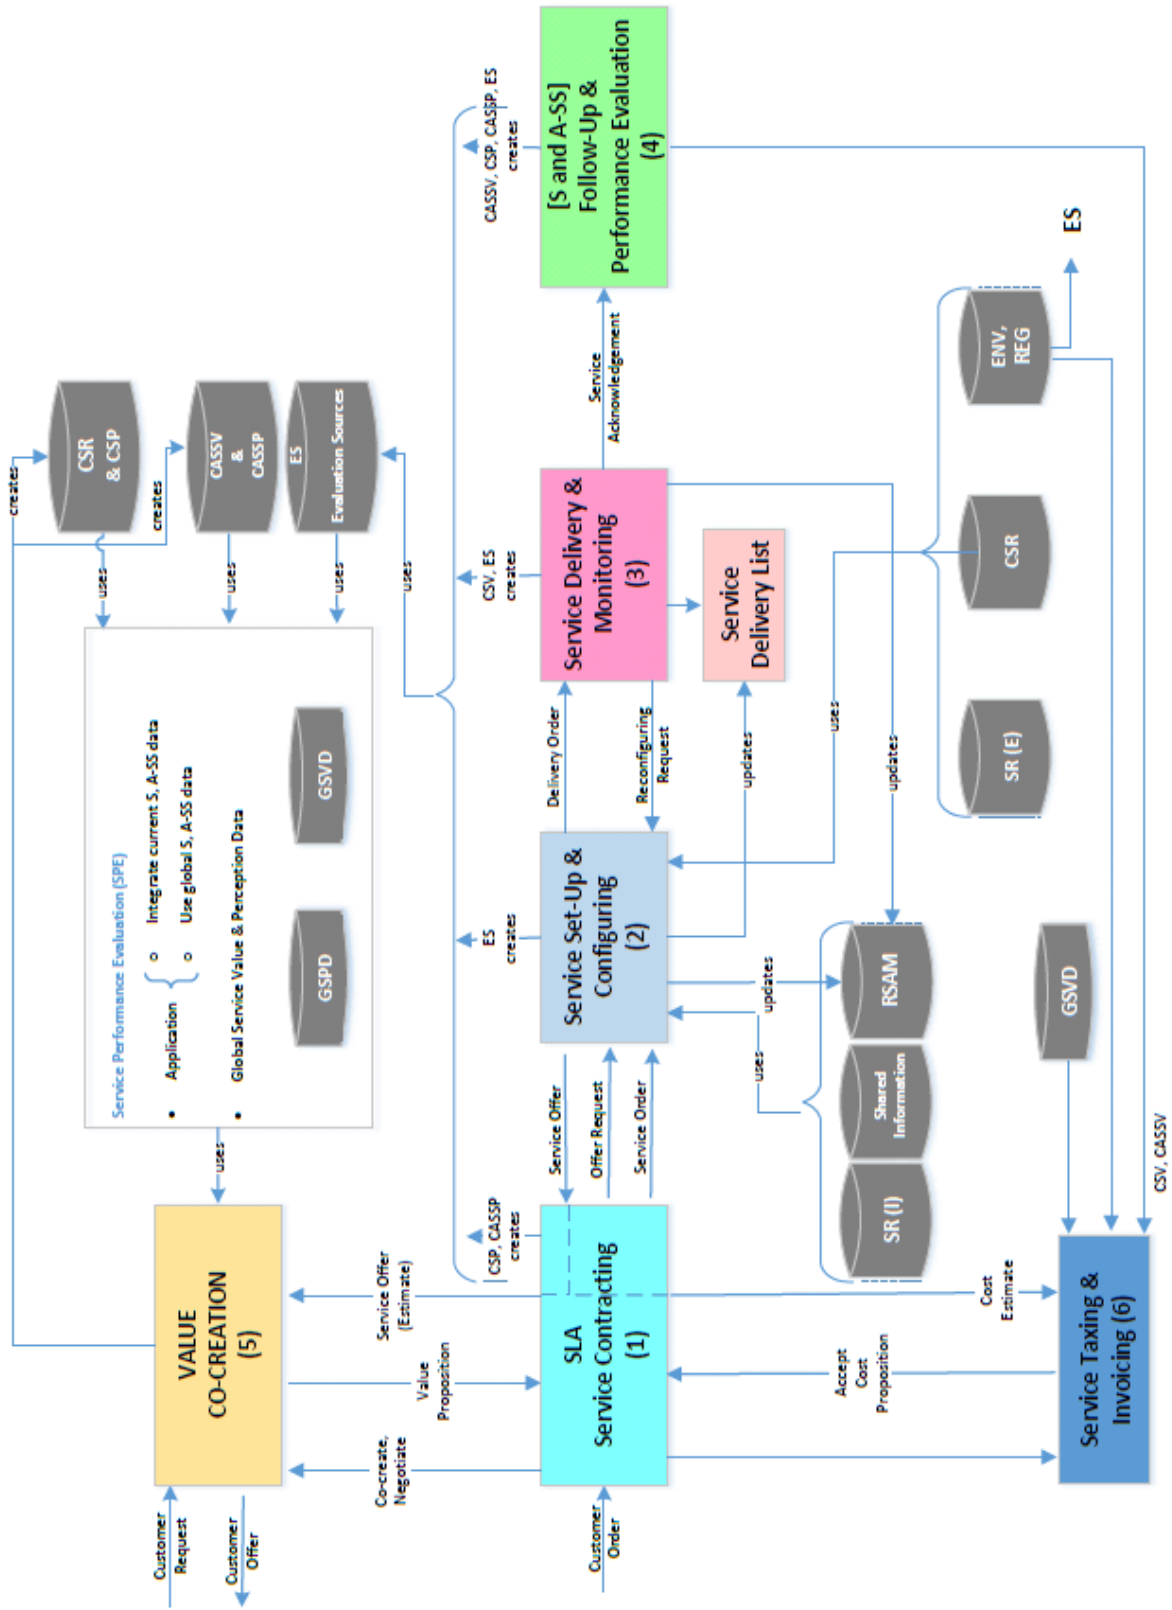 Customer
Request
Customer
Offer
VALUE
CO-CREATION
(5)
uses
Service Performance Evaluation (SPE)
Application
Integrate current S, A-SS data
Use global S, A-SS data
Global Service Value & Perception Data
GSPD
GSVD
uses
uses
uses
creates
creates
CSR
& CSP
CASSV
&
CASSP
ES
Evaluation Sources
uses
Co-create,
Negotiate
Value
Proposition
Service Offer
(Estimate)
CSP, CASSP
creates
ES
creates
CSV, ES
creates
CASSV, CSP, CASSP, ES
creates
Customer
Order
SLA
Service Contracting
(1)
Service Offer
Offer Request
Service Order
Service Set-Up &
Configuring
(2)
Delivery Order
Reconfiguring
Request
Service Delivery &
Monitoring
(3)
Service
Acknowledgement
[S and A-SS]
Follow-Up &
Performance Evaluation
(4)
uses
updates
updates
Service
Delivery List
uses
updates
SR (I)
Shared
Information
RSAM
SR (E)
CSR
ENV,
REG
ES
Accept
Cost
Proposition
Cost
Estimate
GSVD
Service Taxing &
Invoicing (6)
CSV, CASSV